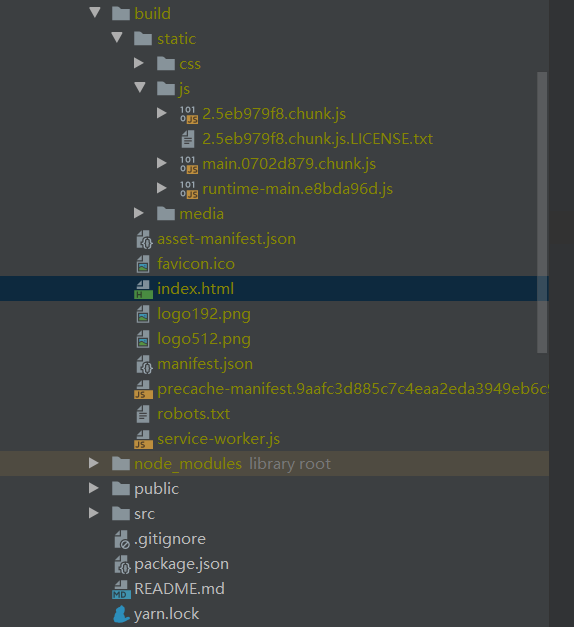 build
static
css
js
2.5eb979f8.chunk.js
2.5eb979f8.chunk.js.LICENSE.txt
main.0702d879.chunk.js
runtime-main.e8bda96d.js
media
asset-manifest.json
favicon.ico
index.html
logo192.png
logo512.png
manifest.json
precache-manifest.9aafc3d885c7c4eaa2eda3949eb6c
robots.txt
service-worker.js
node_modules library root
public
src
.gitignore
package.json
README.md
yarn.lock